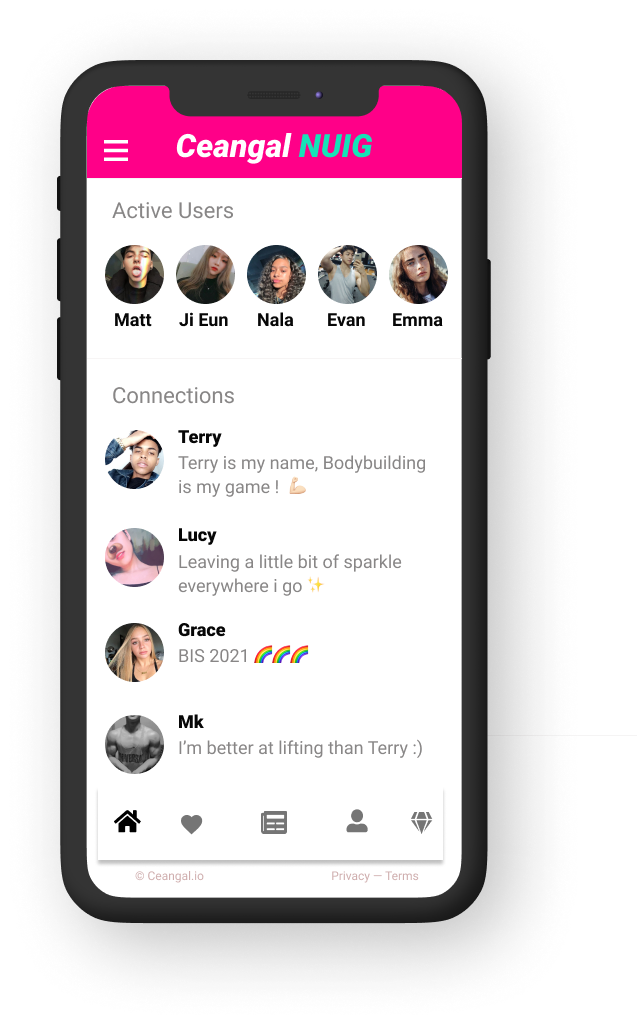 Ceangal NUIG
Active Users
Matt Ji Eun Nala Evan Emma
Connections
Terry
Terry is my name, Bodybuilding
is my game ! 💪🏻
Lucy
Leaving a little bit of sparkle
everywhere i go ✨
Grace
BIS 2021 🌈🌈🌈
Mk
I’m better at lifting than Terry :)
© Ceangal.io Privacy — Terms